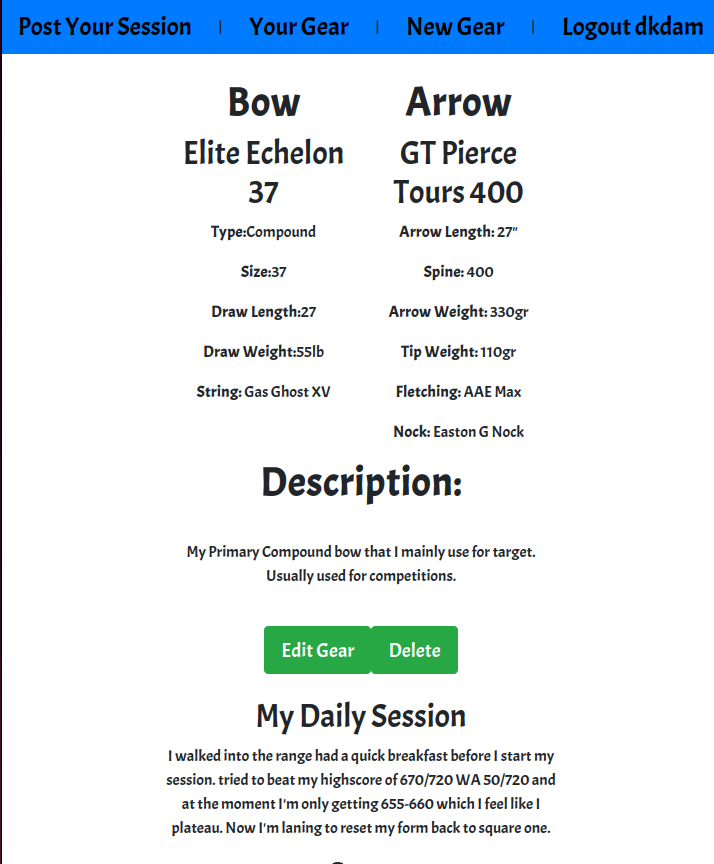 Post Your Session | Your Gear | New Gear | Logout dkdam
Bow
Elite Echelon
37
Type:Compound
Size:37
Draw Length:27
Draw Weight:55lb
String: Gas Ghost XV
Arrow
GT Pierce
Tours 400
Arrow Length: 27"
Spine: 400
Arrow Weight: 330gr
Tip Weight: 110gr
Fletching: AAE Max
Nock: Easton G Nock
Description:
My Primary Compound bow that I mainly use for target.
Usually used for competitions.
Edit Gear Delete
My Daily Session
I walked into the range had a quick breakfast before I start my
session. tried to beat my highscore of 670/720 WA 50/720 and
at the moment I'm only getting 655-660 which I feel like I
plateau. Now I'm laning to reset my form back to square one.